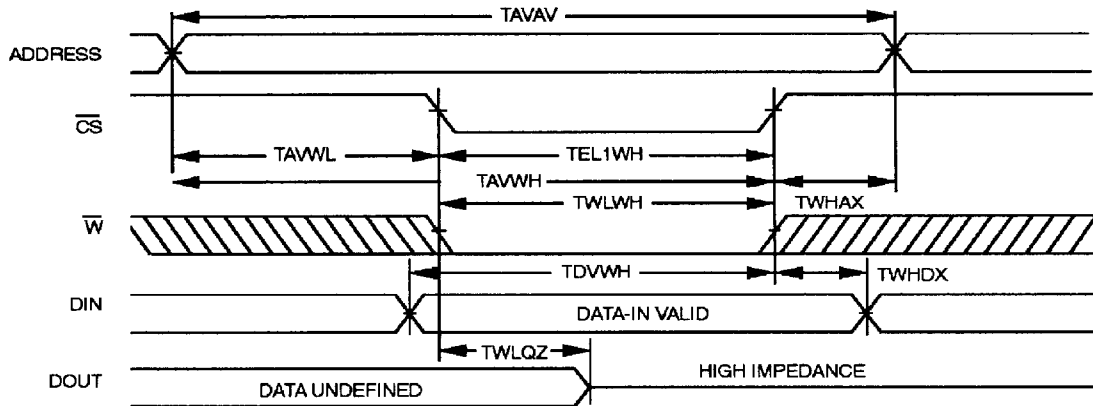 TAVAV
ADDRESS
CS
TAVWL
TEL1WH
TAVWH
TWLWH
TWHAX
W
TDVWH
TWHDX
DIN
DATA-IN VALID
TWLQZ
DOUT
DATA UNDEFINED
HIGH IMPEDANCE